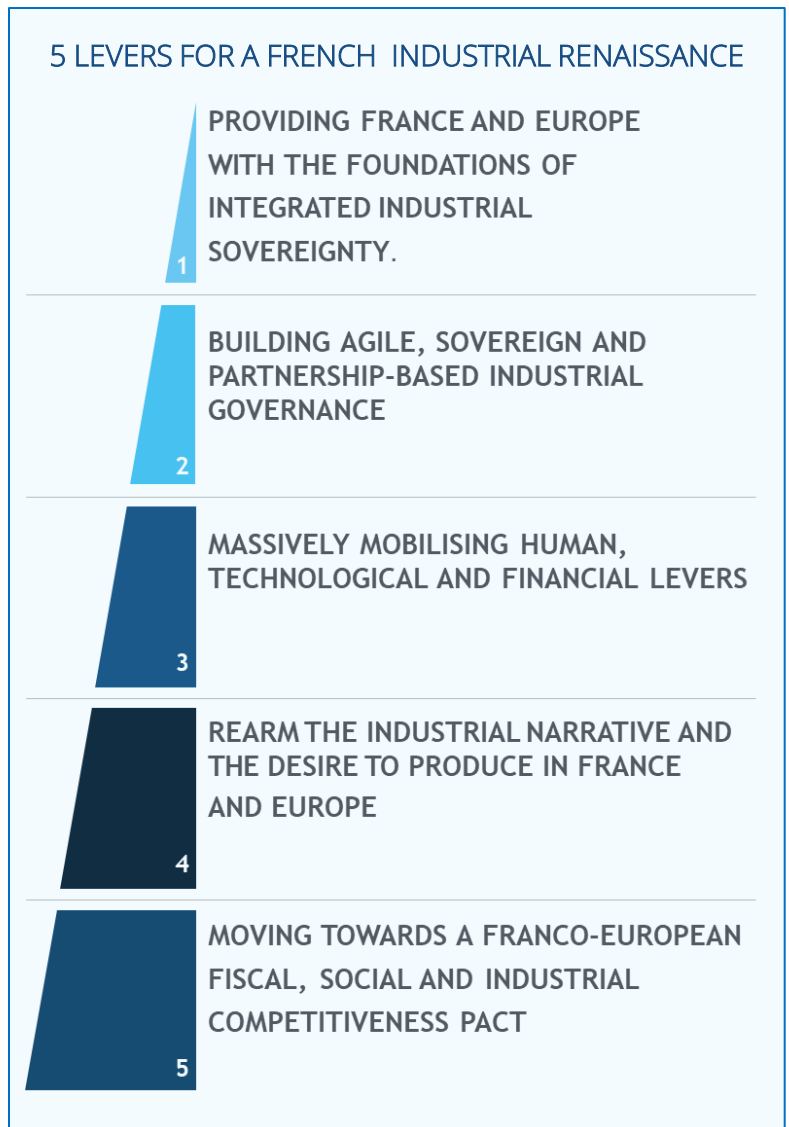 5 LEVERS FOR A FRENCH INDUSTRIAL RENAISSANCE
PROVIDING FRANCE AND EUROPE
WITH THE FOUNDATIONS OF
INTEGRATED INDUSTRIAL
SOVEREIGNTY.
1
BUILDING AGILE, SOVEREIGN AND
PARTNERSHIP-BASED INDUSTRIAL
GOVERNANCE
2
MASSIVELY MOBILISING HUMAN,
TECHNOLOGICAL AND FINANCIAL LEVERS
3
REARM THE INDUSTRIAL NARRATIVE AND
THE DESIRE TO PRODUCE IN FRANCE
AND EUROPE
4
MOVING TOWARDS A FRANCO-EUROPEAN
FISCAL, SOCIAL AND INDUSTRIAL
COMPETITIVENESS PACT
5